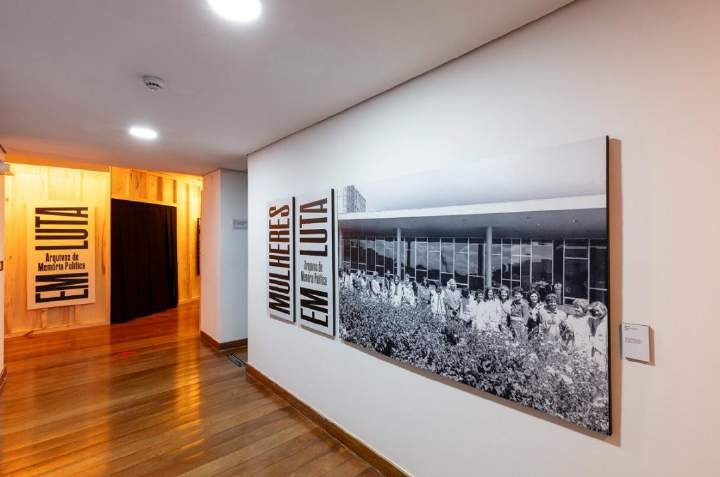 EM LUTA
Arquivos de
Memória Política
MULHERES
EM LUTA
Arquivos de
Memória Política